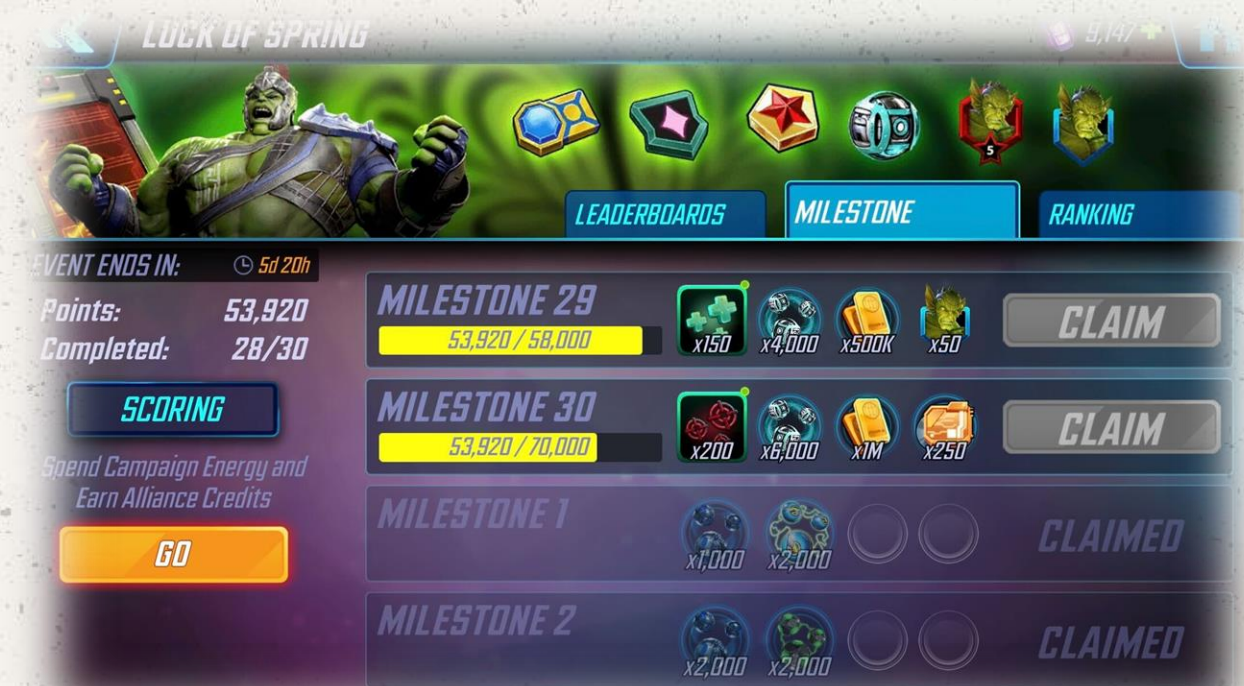 LUCK OF SPRING
9,147
5
LEADERBOARDS
MILESTONE
RANKING
EVENT ENDS IN:
5d 20h
Points:
53,920
Completed:
28/30
SCORING
Spend Campaign Energy and
Earn Alliance Credits
GO
MILESTONE 29
53,920 / 58,000
x150
x4,000
x500K
x50
CLAIM
MILESTONE 30
53,920 / 70,000
x200
x6,000
x1M
x250
CLAIM
MILESTONE 1
x1,000
x2,000
CLAIMED
MILESTONE 2
x2,000
x2,000
CLAIMED